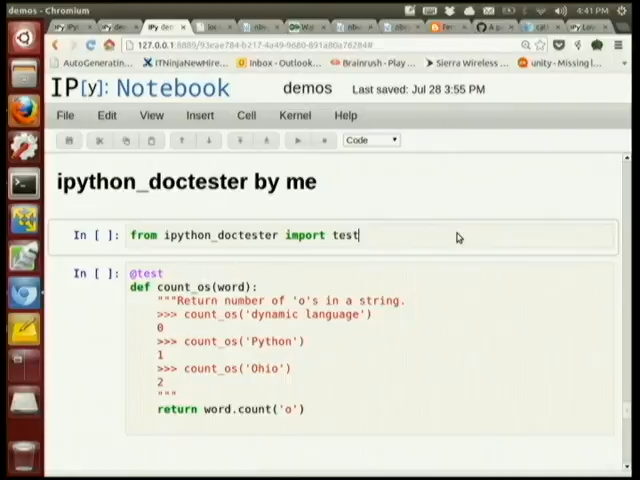 demos - Chromium
4:41 PM
127.0.0.1:8889/93eae784-b217-4a49-9680-891a80a76284#
AutoGeneratin
ITNinjaNewHire...
Inbox - Outlook...
Brainrush - Play ...
Sierra Wireless ...
unity - Missing l...
IP[y]: Notebook
demos
Last saved: Jul 28 3:55 PM
File Edit View Insert Cell Kernel Help
Code
ipython_doctester by me
In [ ]: from ipython_doctester import test
In [ ]: @test
def count_os(word):
"""Return number of 'o's in a string.
>>> count_os('dynamic language')
0
>>> count_os('Python')
1
>>> count_os('Ohio')
2
"""
return word.count('o')